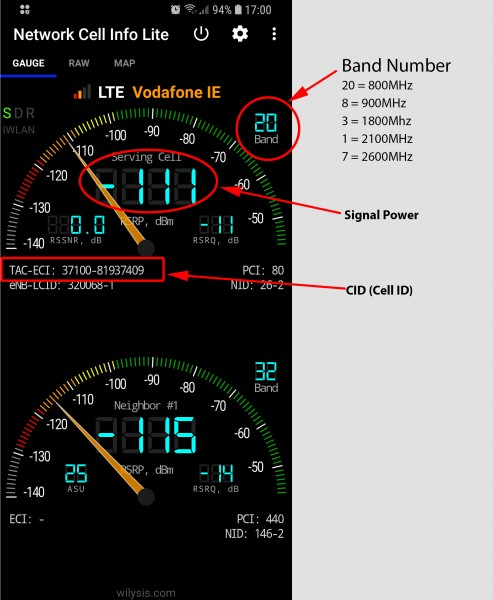 94% 17:00
Network Cell Info Lite
GAUGE RAW MAP
LTE Vodafone IE
SDR
IWLAN
20
Band
-140
-130
-120
-110
-100
-90
-80
-70
-60
-50
Serving Cell
-111
RSRP, dBm
0.0
RSSNR, dB
-11
RSRQ, dB
TAC-ECI: 37100-81937409
PCI: 80
eNB-LCID: 320068-1
NID: 26-2
32
Band
-140
-130
-120
-110
-100
-90
-80
-70
-60
-50
Neighbor #1
-115
RSRP, dBm
25
ASU
-14
RSRQ, dB
ECI: -
PCI: 440
NID: 146-2
wilysis.com
Band Number
20 = 800MHz
8 = 900MHz
3 = 1800Mhz
1 = 2100MHz
7 = 2600MHz
Signal Power
CID (Cell ID)